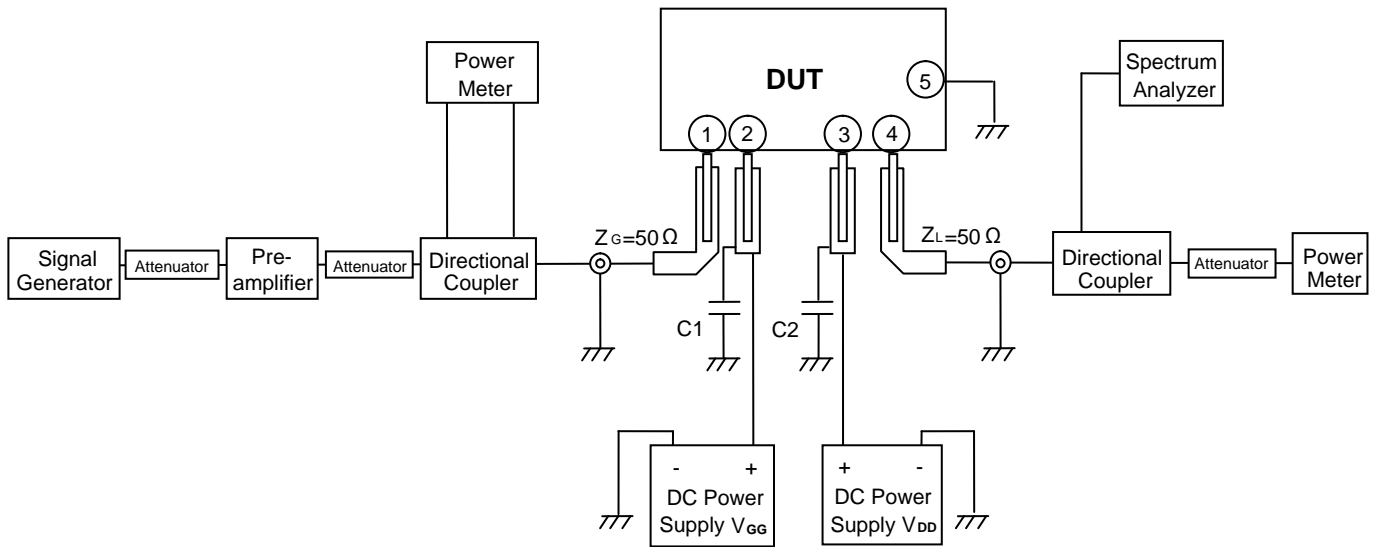 Power
Meter
DUT
5
Spectrum
Analyzer
1
2
3
4
ZG=50 Ω
ZL=50 Ω
Signal
Generator
Attenuator
Pre-
amplifier
Attenuator
Directional
Coupler
Directional
Coupler
Attenuator
Power
Meter
C1
C2
- +
DC Power
Supply VGG
+ -
DC Power
Supply VDD